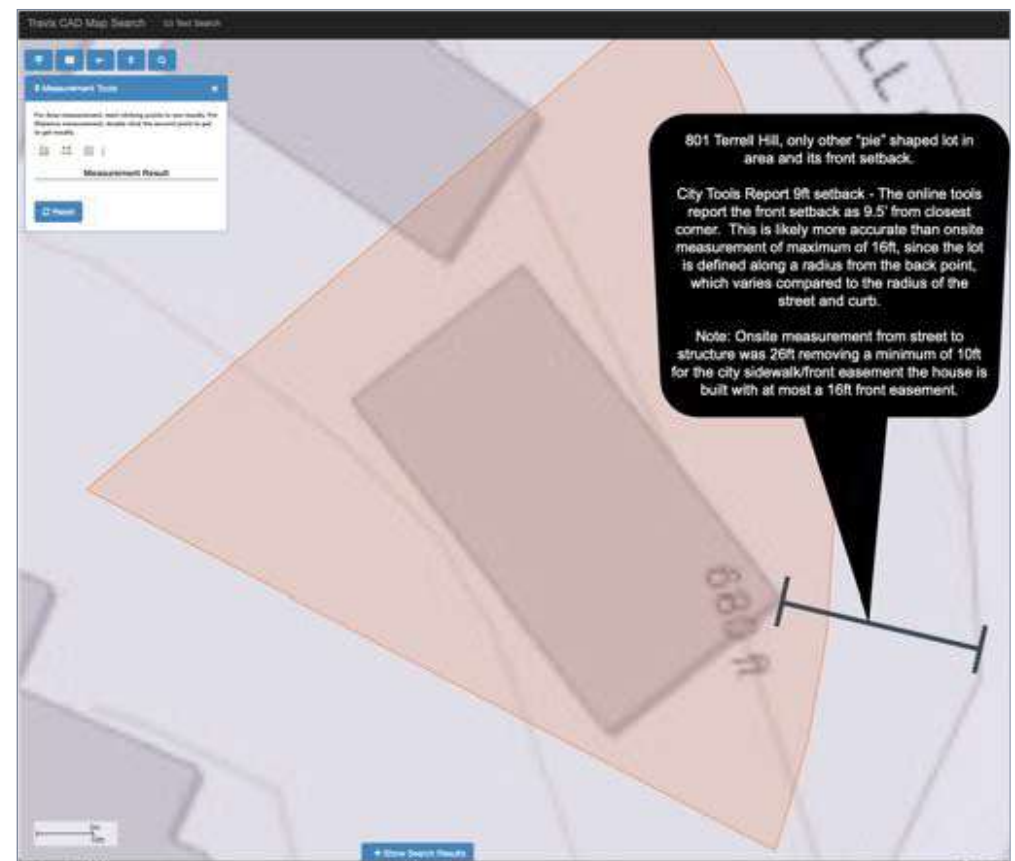 Travis CAD Map Search Text Search
Measurement Tools
Measurement Result
Reset
LL
801 Terrell Hill, only other "pie" shaped lot in
area and its front setback.
City Tools Report 9ft setback - The online tools
report the front setback as 9.5' from closest
corner. This is likely more accurate than onsite
measurement of maximum of 16ft, since the lot
is defined along a radius from the back point,
which varies compared to the radius of the
street and curb.
Note: Onsite measurement from street to
structure was 26ft removing a minimum of 10ft
for the city sidewalk/front easement the house is
built with at most a 16ft front easement.
680 ft
Show Search Results